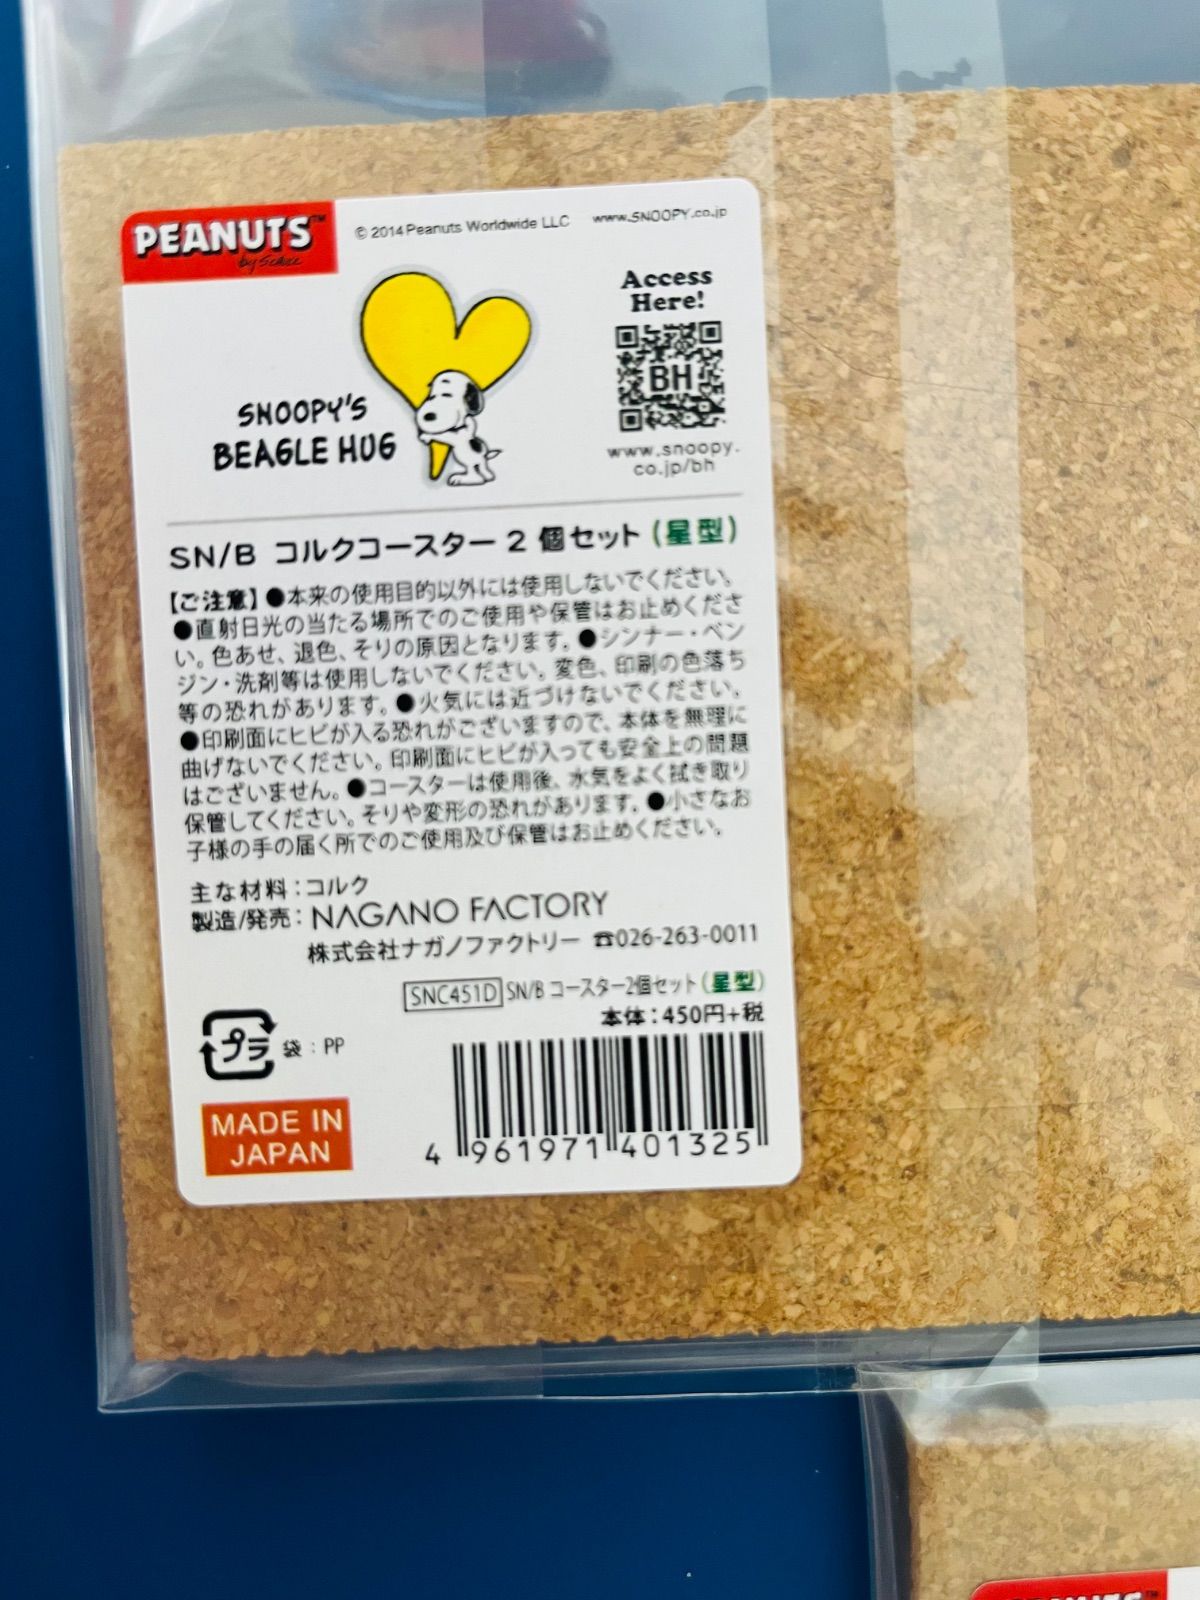 PEANUTS™
by SCHULZ
© 2014 Peanuts Worldwide LLC
www.SNOOPY.co.jp
Access
Here!
BH
www.snoopy.
co.jp/bh
SNOOPY'S
BEAGLE HUG
SN/B コルクコースター２個セット（星型）
【ご注意】●本来の使用目的以外には使用しないでください。
●直射日光の当たる場所でのご使用や保管はお止めくださ
い。色あせ、退色、そりの原因となります。●シンナー・ベン
ジン・洗剤等は使用しないでください。変色、印刷の色落ち
等の恐れがあります。●火気には近づけないでください。
●印刷面にヒビが入る恐れがございますので、本体を無理に
曲げないでください。印刷面にヒビが入っても安全上の問題
はございません。●コースターは使用後、水気をよく拭き取り
保管してください。そりや変形の恐れがあります。●小さなお
子様の手の届く所でのご使用及び保管はお止めください。
主な材料：コルク
製造/発売：NAGANO FACTORY
株式会社ナガノファクトリー ☎026-263-0011
SNC451D SN/B コースター2個セット（星型）
本体：450円+税
プラ 袋：PP
MADE IN
JAPAN
4 961971 401325
PEANUTS™